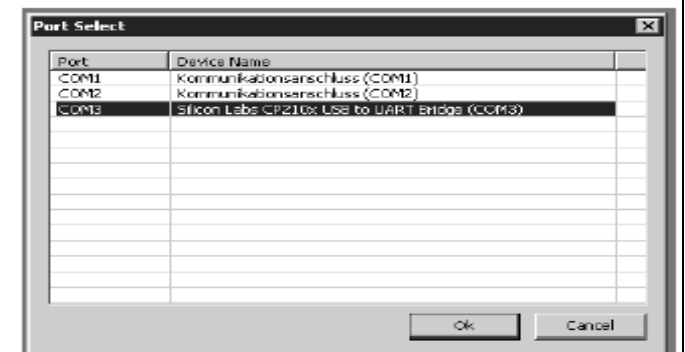 Port Select
Port Device Name
COM1 Kommunikationsanschluss (COM1)
COM2 Kommunikationsanschluss (COM2)
COM3 Silicon Labs CP210x USB to UART Bridge (COM3)
Ok Cancel